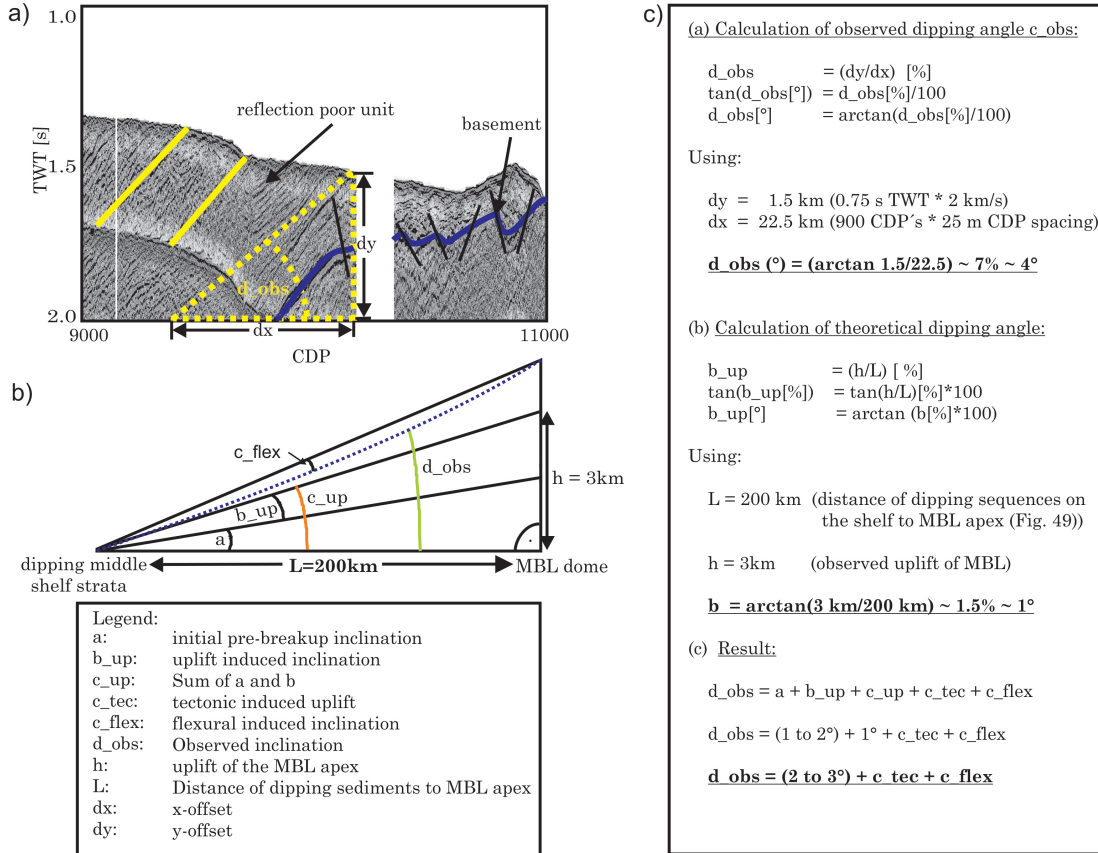 a)
1.0
TWT [s]
1.5
2.0
reflection poor unit
basement
dy
d_obs
dx
9000
11000
CDP
b)
c_flex
d_obs
h = 3km
c_up
b_up
a
dipping middle
shelf strata
L=200km
MBL dome
Legend:
a: initial pre-breakup inclination
b_up: uplift induced inclination
c_up: Sum of a and b
c_tec: tectonic induced uplift
c_flex: flexural induced inclination
d_obs: Observed inclination
h: uplift of the MBL apex
L: Distance of dipping sediments to MBL apex
dx: x-offset
dy: y-offset
c)
(a) Calculation of observed dipping angle c_obs:
d_obs = (dy/dx) [%]
tan(d_obs[°]) = d_obs[%]/100
d_obs[°] = arctan(d_obs[%]/100)
Using:
dy = 1.5 km (0.75 s TWT * 2 km/s)
dx = 22.5 km (900 CDP´s * 25 m CDP spacing)
d_obs (°) = (arctan 1.5/22.5) ~ 7% ~ 4°
(b) Calculation of theoretical dipping angle:
b_up = (h/L) [ %]
tan(b_up[%]) = tan(h/L)[%]*100
b_up[°] = arctan (b[%]*100)
Using:
L = 200 km (distance of dipping sequences on
the shelf to MBL apex (Fig. 49))
h = 3km (observed uplift of MBL)
b = arctan(3 km/200 km) ~ 1.5% ~ 1°
(c) Result:
d_obs = a + b_up + c_up + c_tec + c_flex
d_obs = (1 to 2°) + 1° + c_tec + c_flex
d_obs = (2 to 3°) + c_tec + c_flex